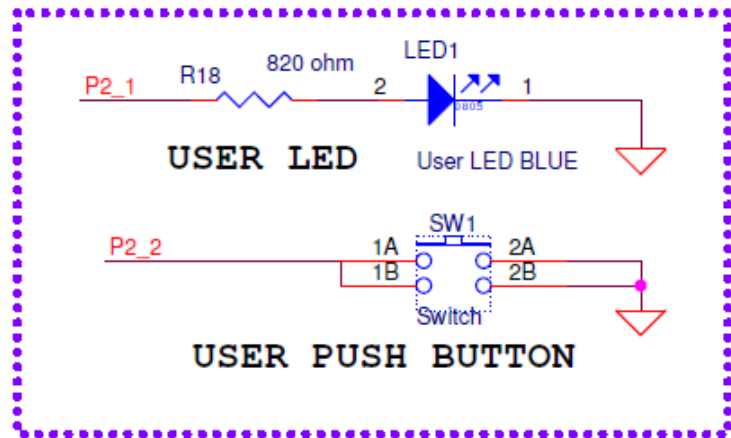 LED1
R18 820 ohm
P2_1 2 1
0805
USER LED User LED BLUE
SW1
P2_2 1A 2A
1B 2B
Switch
USER PUSH BUTTON